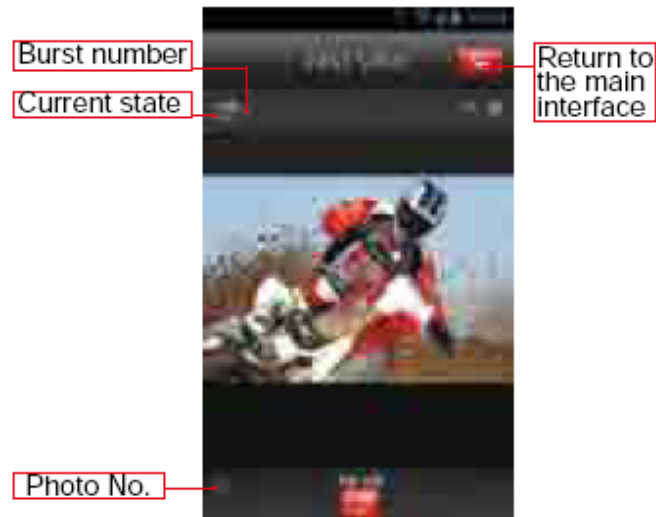 Burst number
Current state
Return to
the main
interface
Photo No.